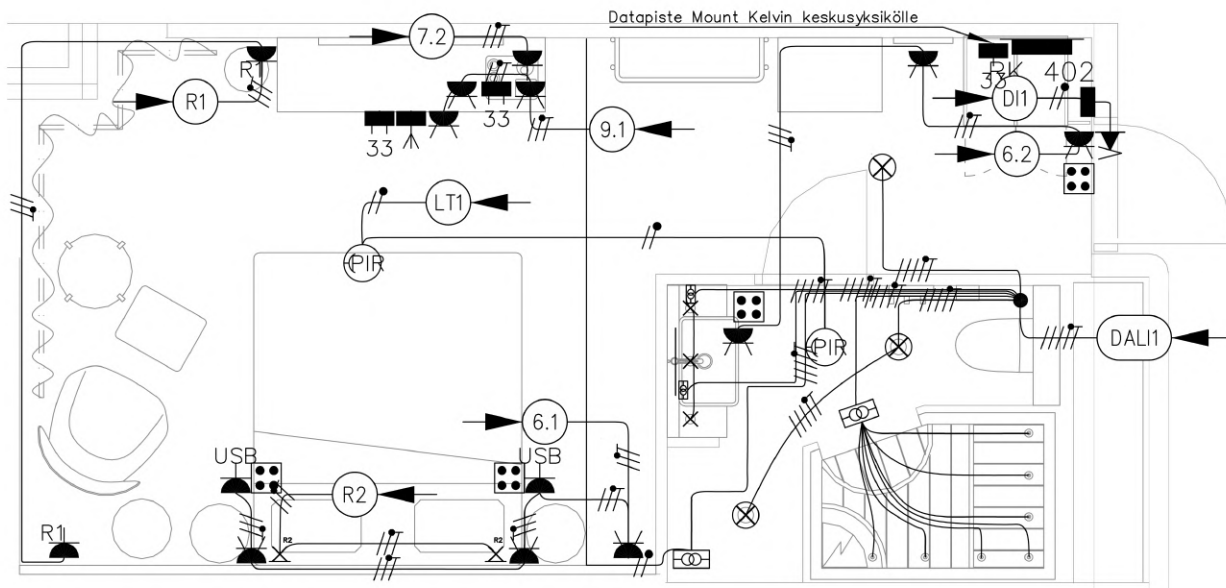 Datapiste Mount Kelvin keskusyksikölle
7.2
R1
RK 402
33
R1
DI1
33
33
9.1
6.2
LT1
PIR
PIR
DALI1
6.1
USB
USB
R2
R1
R2
R2